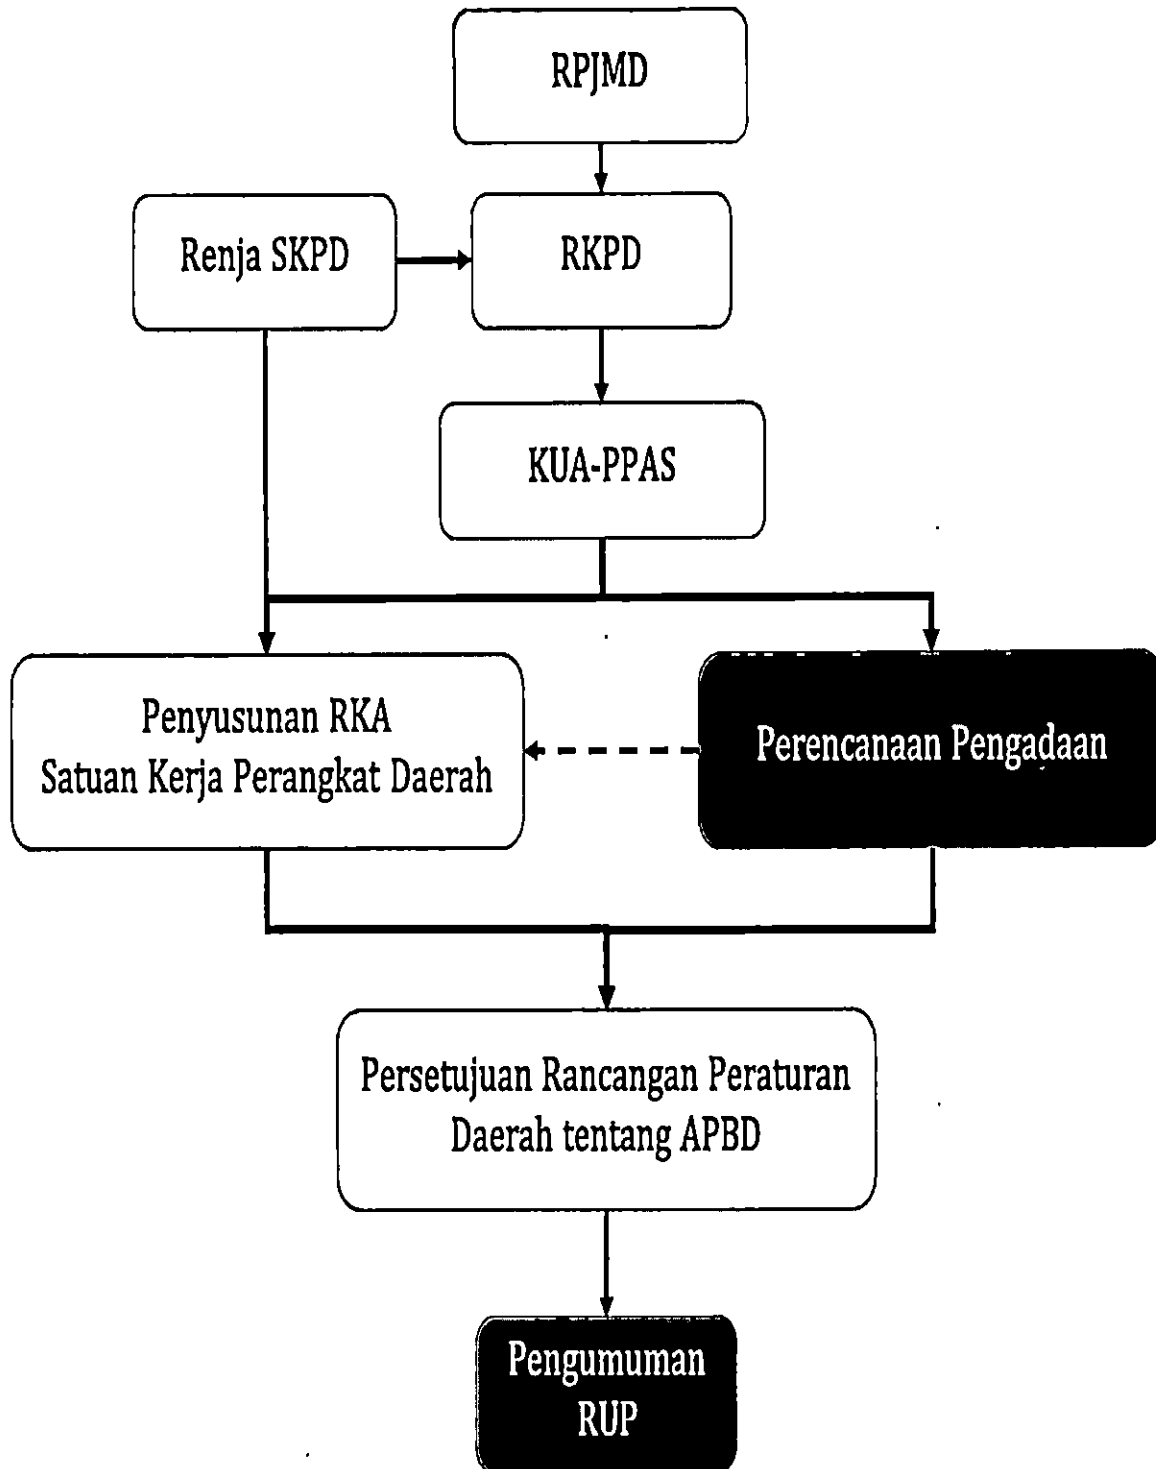 RPJMD
Renja SKPD
RKPD
KUA-PPAS
Penyusunan RKA
Satuan Kerja Perangkat Daerah
Perencanaan Pengadaan
Persetujuan Rancangan Peraturan
Daerah tentang APBD
Pengumuman
RUP